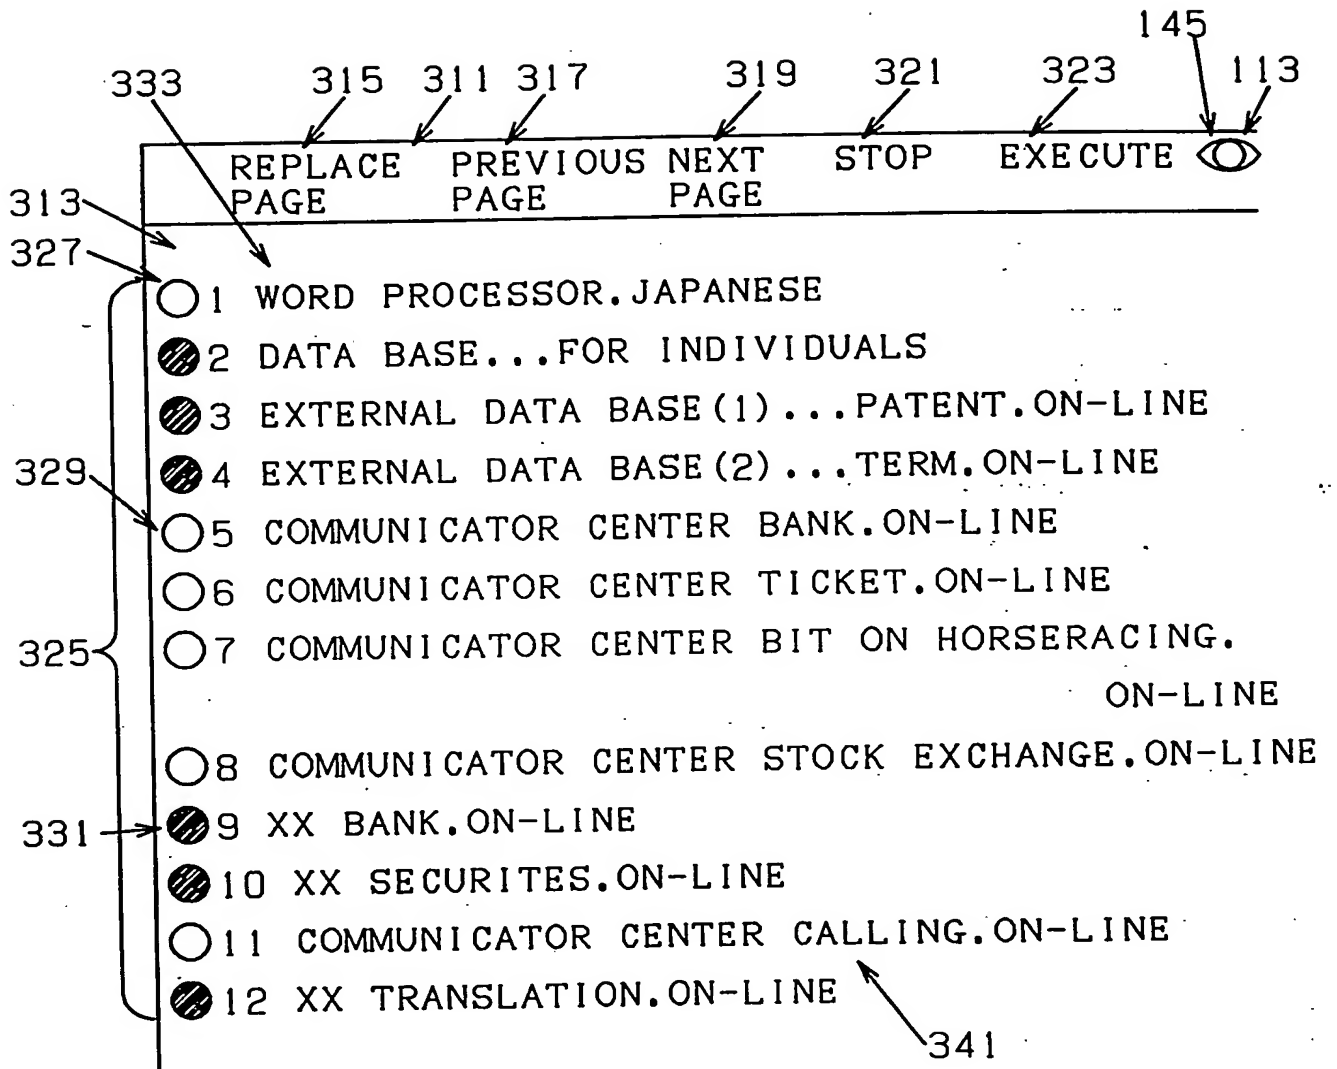 145
333 315 311 317 319 321 323 113
REPLACE PREVIOUS NEXT STOP EXECUTE
PAGE PAGE PAGE
313
327
1 WORD PROCESSOR.JAPANESE
2 DATA BASE...FOR INDIVIDUALS
3 EXTERNAL DATA BASE(1)...PATENT.ON-LINE
329
4 EXTERNAL DATA BASE(2)...TERM.ON-LINE
5 COMMUNICATOR CENTER BANK.ON-LINE
6 COMMUNICATOR CENTER TICKET.ON-LINE
325
7 COMMUNICATOR CENTER BIT ON HORSERACING.
ON-LINE
8 COMMUNICATOR CENTER STOCK EXCHANGE.ON-LINE
331
9 XX BANK.ON-LINE
10 XX SECURITES.ON-LINE
11 COMMUNICATOR CENTER CALLING.ON-LINE
12 XX TRANSLATION.ON-LINE
341